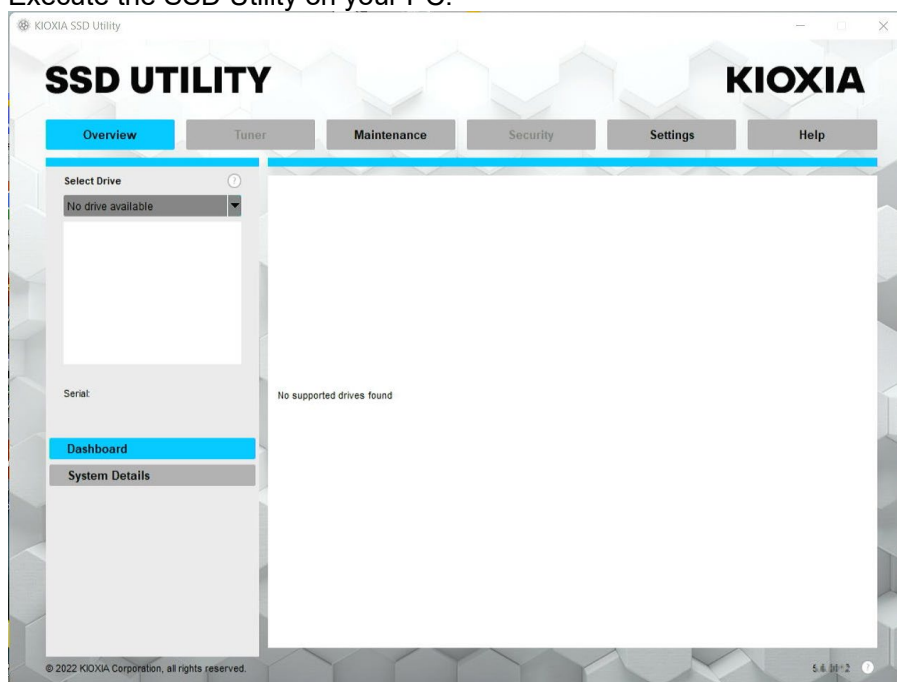 Execute the SSD Utility on your PC.
KIOXIA SSD Utility
SSD UTILITY
KIOXIA
Overview
Tuner
Maintenance
Security
Settings
Help
Select Drive
?
No drive available
Serial:
No supported drives found
Dashboard
System Details
© 2022 KIOXIA Corporation, all rights reserved.